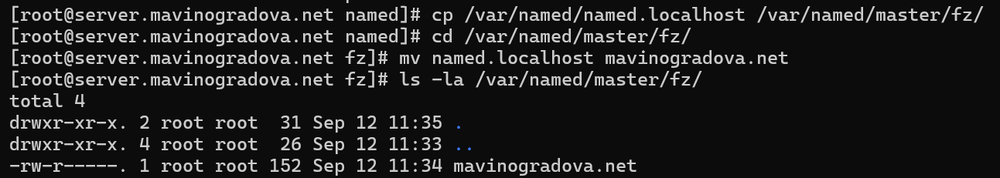 [root@server.mavinogradova.net named]# cp /var/named/named.localhost /var/named/master/fz/
[root@server.mavinogradova.net named]# cd /var/named/master/fz/
[root@server.mavinogradova.net fz]# mv named.localhost mavinogradova.net
[root@server.mavinogradova.net fz]# ls -la /var/named/master/fz/
total 4
drwxr-xr-x. 2 root root  31 Sep 12 11:35 .
drwxr-xr-x. 4 root root  26 Sep 12 11:33 ..
-rw-r-----. 1 root root 152 Sep 12 11:34 mavinogradova.net